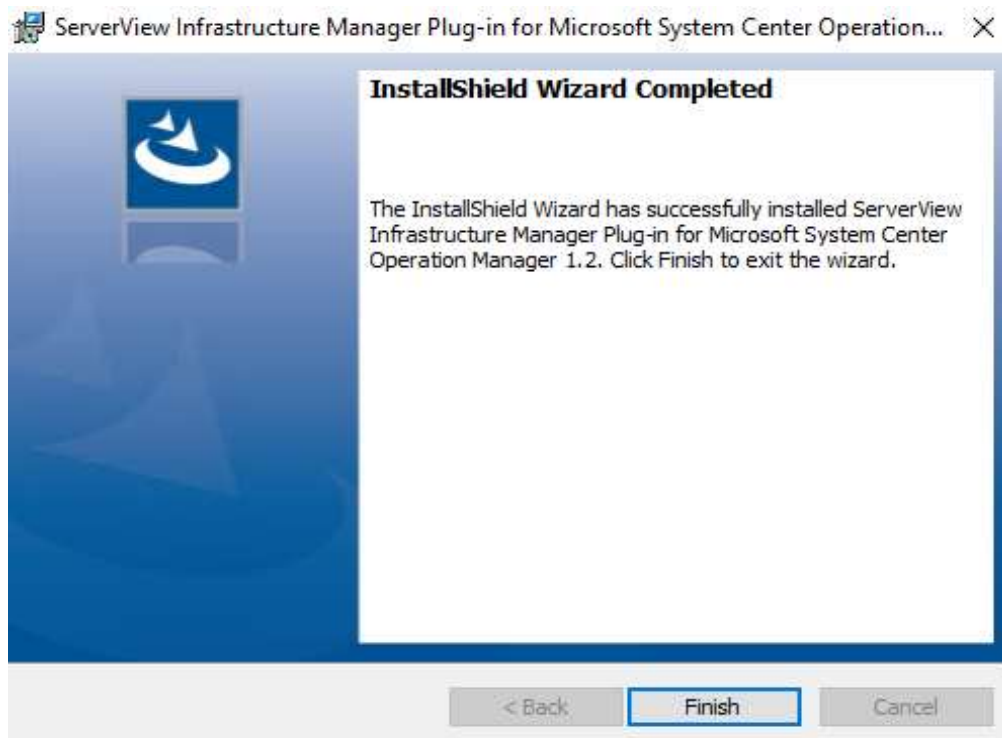 ServerView Infrastructure Manager Plug-in for Microsoft System Center Operation...
InstallShield Wizard Completed
The InstallShield Wizard has successfully installed ServerView
Infrastructure Manager Plug-in for Microsoft System Center
Operation Manager 1.2. Click Finish to exit the wizard.
< Back
Finish
Cancel